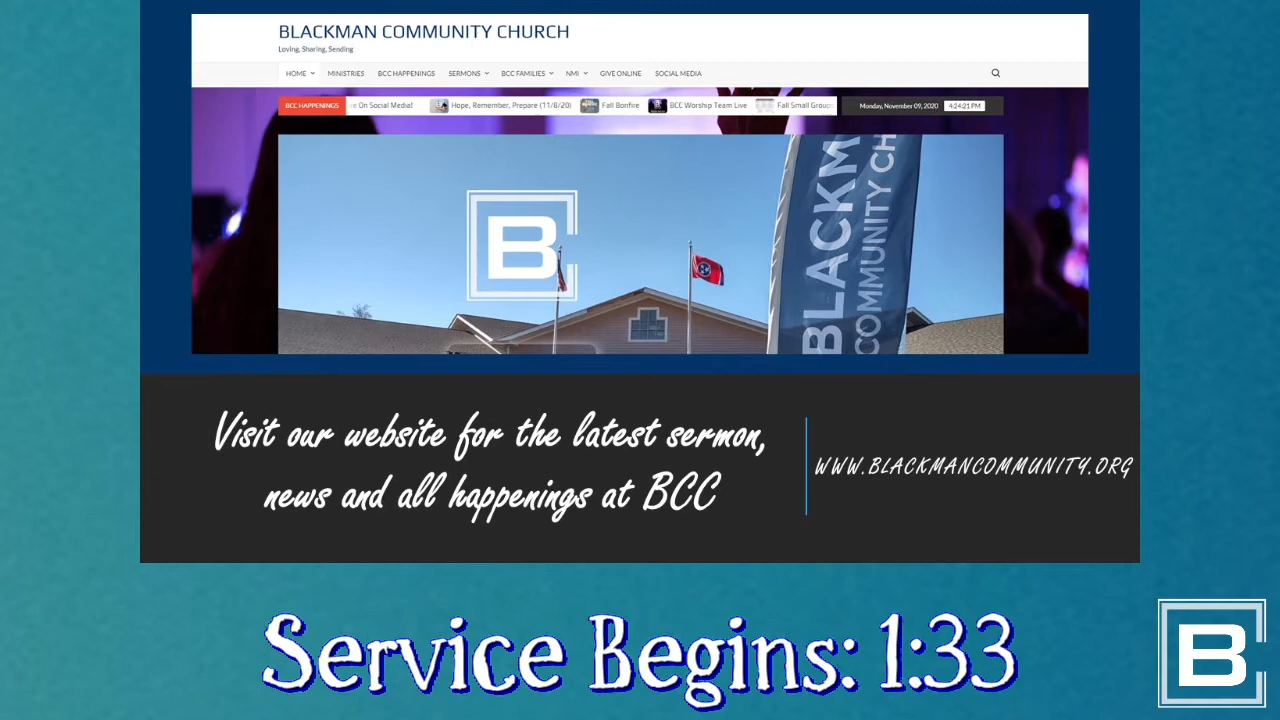 BLACKMAN COMMUNITY CHURCH
Loving, Sharing, Sending
HOME MINISTRIES BCC HAPPENINGS SERMONS BCC FAMILIES NMI GIVE ONLINE SOCIAL MEDIA
BCC HAPPENINGS re On Social Media! Hope, Remember, Prepare (11/8/20) Fall Bonfire BCC Worship Team Live Fall Small Groups Monday, November 09, 2020 4:24:21 PM
B
BLACKM
COMMUNITY CH
Visit our website for the latest sermon,
news and all happenings at BCC
WWW.BLACKMANCOMMUNITY.ORG
Service Begins: 1:33
B